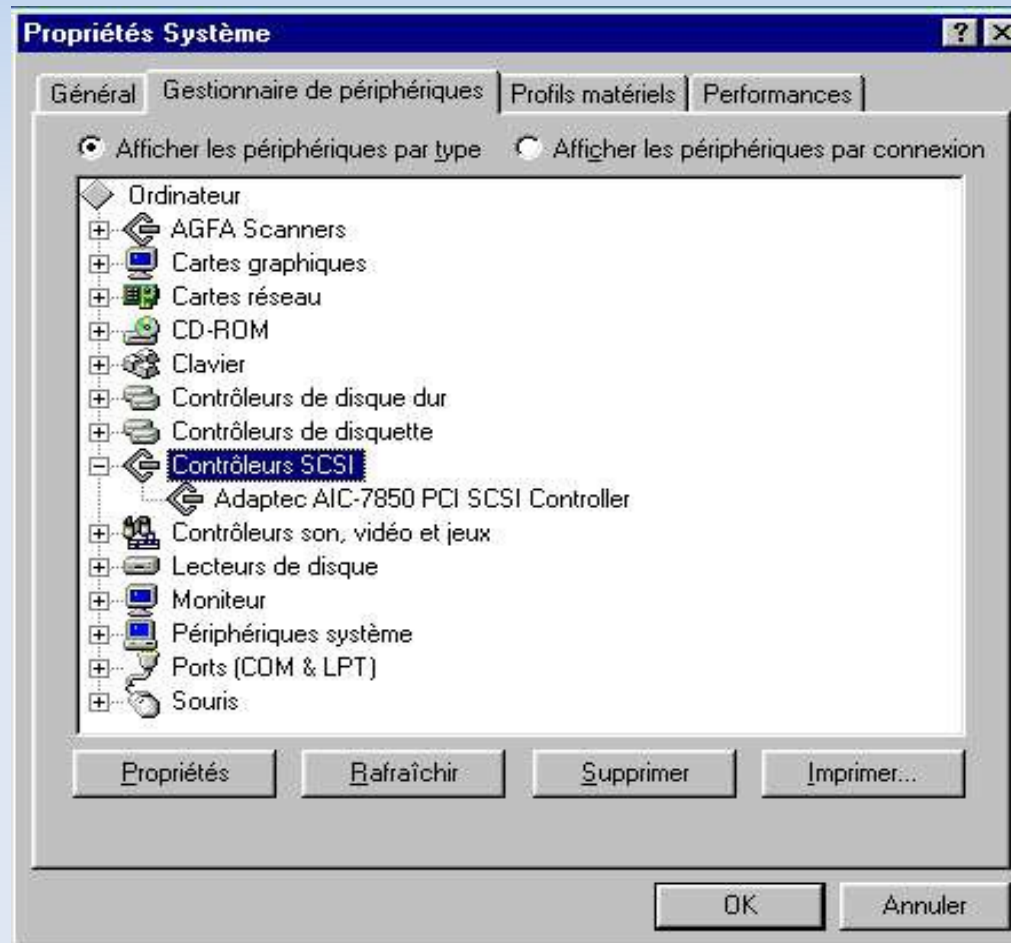 Propriétés Système
Général Gestionnaire de périphériques Profils matériels Performances
Afficher les périphériques par type Afficher les périphériques par connexion
Ordinateur
AGFA Scanners
Cartes graphiques
Cartes réseau
CD-ROM
Clavier
Contrôleurs de disque dur
Contrôleurs de disquette
Contrôleurs SCSI
Adaptec AIC-7850 PCI SCSI Controller
Contrôleurs son, vidéo et jeux
Lecteurs de disque
Moniteur
Périphériques système
Ports (COM & LPT)
Souris
Propriétés Rafraîchir Supprimer Imprimer...
OK Annuler